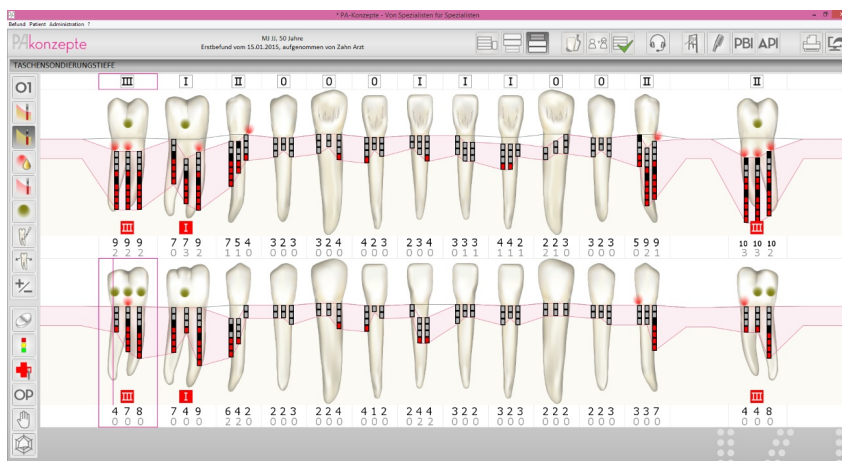 * PA-Konzepte - Von Spezialisten für Spezialisten
Befund Patient Administration ?
PAkonzepte
MJ JJ, 50 Jahre
Erstbefund vom 15.01.2015, aufgenommen von Zahn Arzt
PBI API
TASCHENSONDIERUNGSTIEFE
01
III I II 0 0 0 I I I 0 0 II II
III I III
9 9 9 7 7 9 7 5 4 3 2 3 3 2 4 4 2 3 2 3 4 3 3 3 4 4 2 2 2 3 3 2 3 5 9 9 10 10 10
2 2 2 0 3 2 1 1 0 0 0 0 0 0 0 0 0 0 1 0 0 0 1 1 2 1 1 2 1 0 0 0 0 0 2 1 3 3 2
OP
III I III
4 7 8 7 4 9 6 4 2 2 2 3 2 2 4 4 1 2 2 4 4 3 2 2 3 2 3 2 2 2 2 2 3 3 3 7 4 4 8
0 0 0 0 0 0 2 2 0 0 0 0 0 0 0 0 0 0 0 2 2 0 0 0 0 0 0 0 0 0 0 0 0 0 0 0 0 0 0